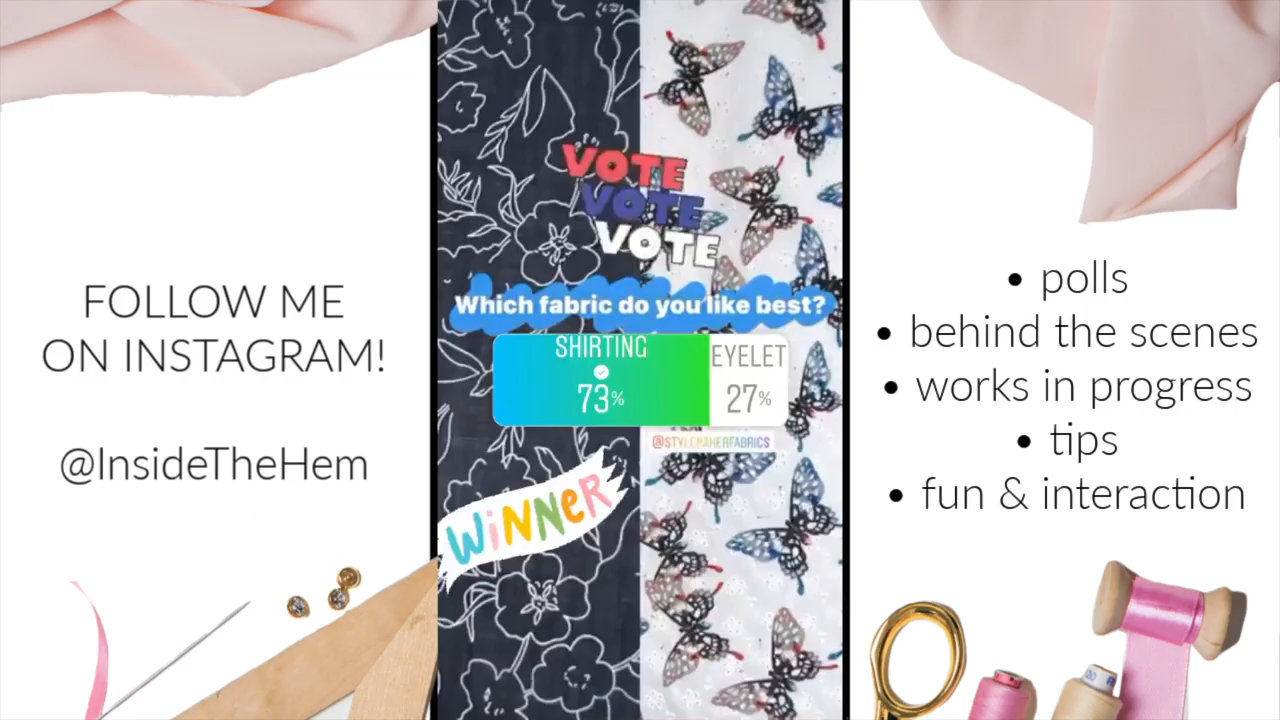 FOLLOW ME
ON INSTAGRAM!
@InsideTheHem
VOTE
VOTE
VOTE
Which fabric do you like best?
SHIRTING
73%
EYELET
27%
@STYLEMAKERFABRICS
WINNER
• polls
• behind the scenes
• works in progress
• tips
• fun & interaction